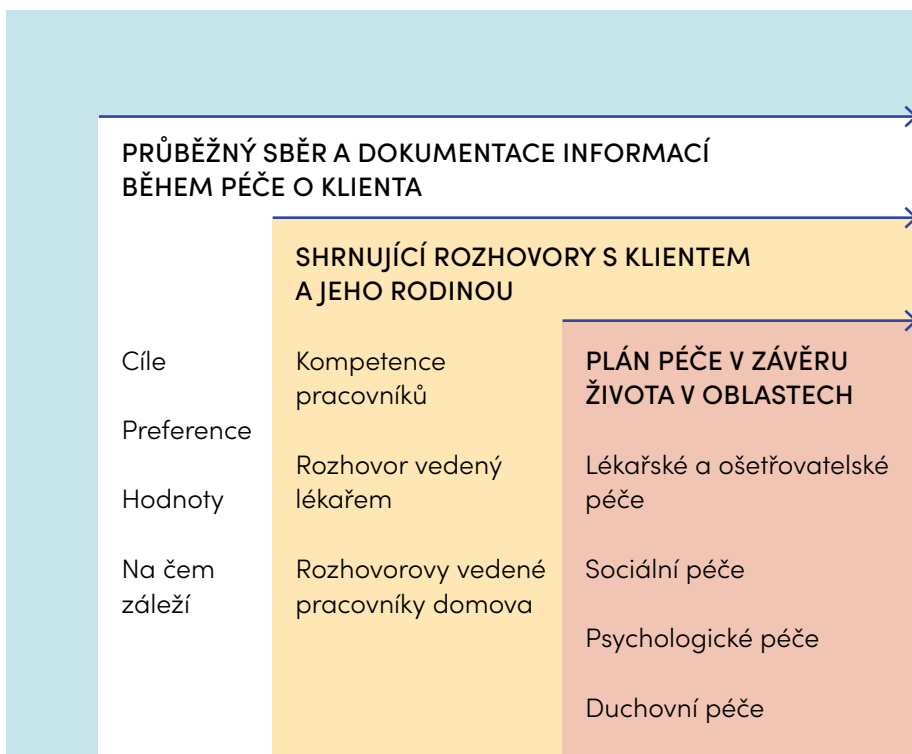 PRŮBĚŽNÝ SBĚR A DOKUMENTACE INFORMACÍ
BĚHEM PÉČE O KLIENTA
SHRNUJÍCÍ ROZHOVORY S KLIENTEM
A JEHO RODINOU
Cíle
Preference
Hodnoty
Na čem
záleží
Kompetence
pracovníků
Rozhovor vedený
lékařem
Rozhovorovy vedené
pracovníky domova
PLÁN PÉČE V ZÁVĚRU
ŽIVOTA V OBLASTECH
Lékařské a ošetřovatelské
péče
Sociální péče
Psychologické péče
Duchovní péče